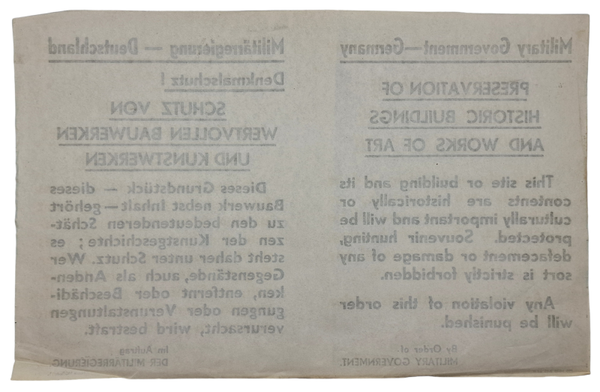 Military Government—Germany
PRESERVATION OF
HISTORIC BUILDINGS
AND WORKS OF ART
This site or building and its
contents are historically or
culturally important and will be
protected. Souvenir hunting,
defacement or damage of any
sort is strictly forbidden.
Any violation of this order
will be punished.
By Order of.
MILITARY GOVERNMENT.
Militärregierung — Deutschland
Denkmalschutz !
SCHUTZ VON
WERTVOLLEN BAUWERKEN
UND KUNSTWERKEN
Dieses Grundstück — dieses
Bauwerk nebst Inhalt—gehört
zu den bedeutenderen Schät-
zen der Kunstgeschichte; es
steht daher unter Schutz. Wer
Gegenstände, auch als Anden-
ken, entfernt oder Beschädi-
gungen oder Verunstaltungen
verursacht, wird bestraft.
Im Auftrag
DER MILITÄRREGIERUNG